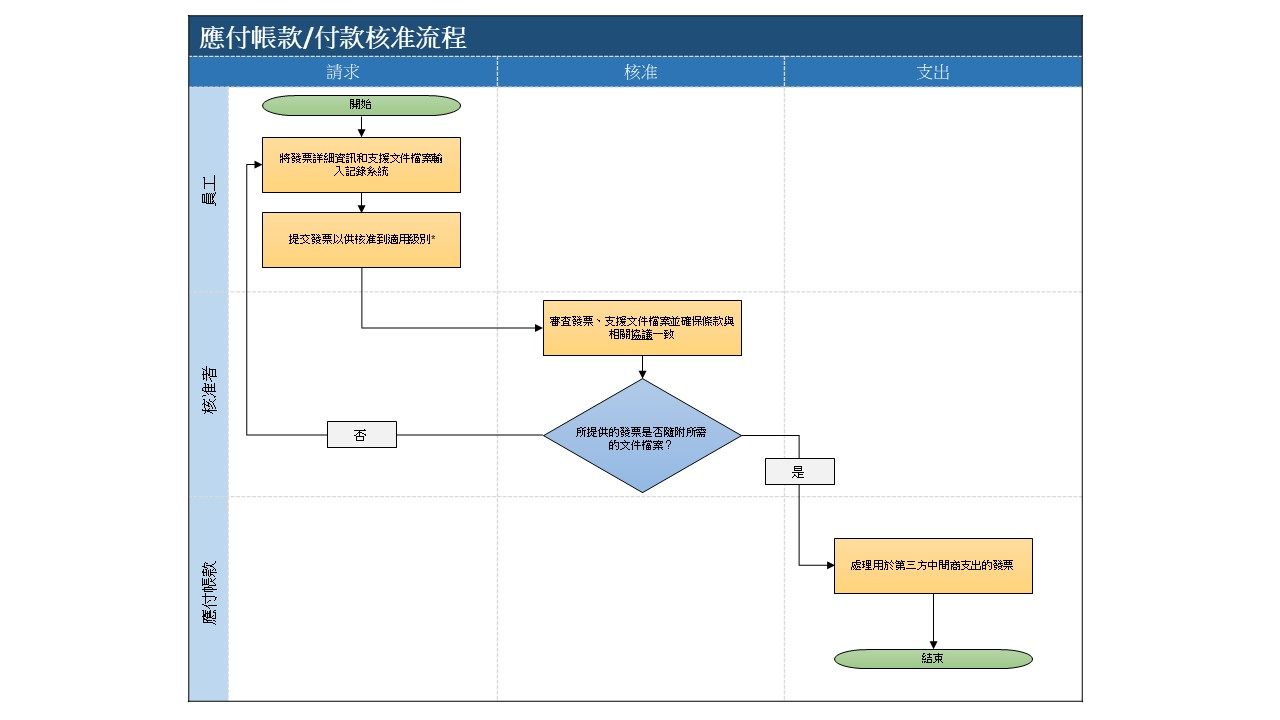 應付帳款/付款核准流程
請求
核准
支出
員工
開始
將發票詳細資訊和支援文件檔案輸
入記錄系統
提交發票以供核准到適用級別*
核准者
審查發票、支援文件檔案並確保條款與
相關協議一致
所提供的發票是否隨附所需
的文件檔案？
否
是
應付帳款
處理用於第三方中間商支出的發票
結束